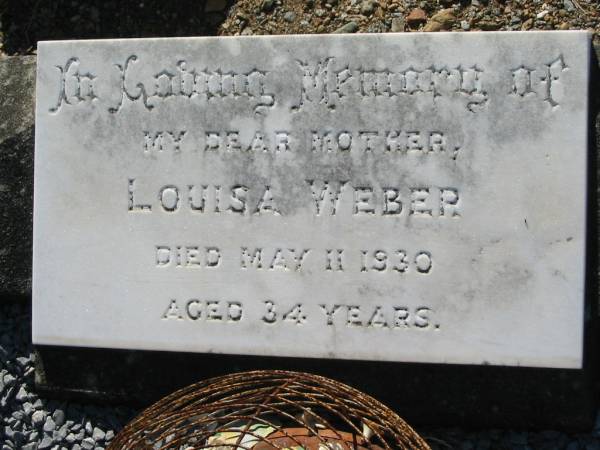 In Loving Memory of
MY DEAR MOTHER,
LOUISA WEBER
DIED MAY 11 1930
AGED 34 YEARS.